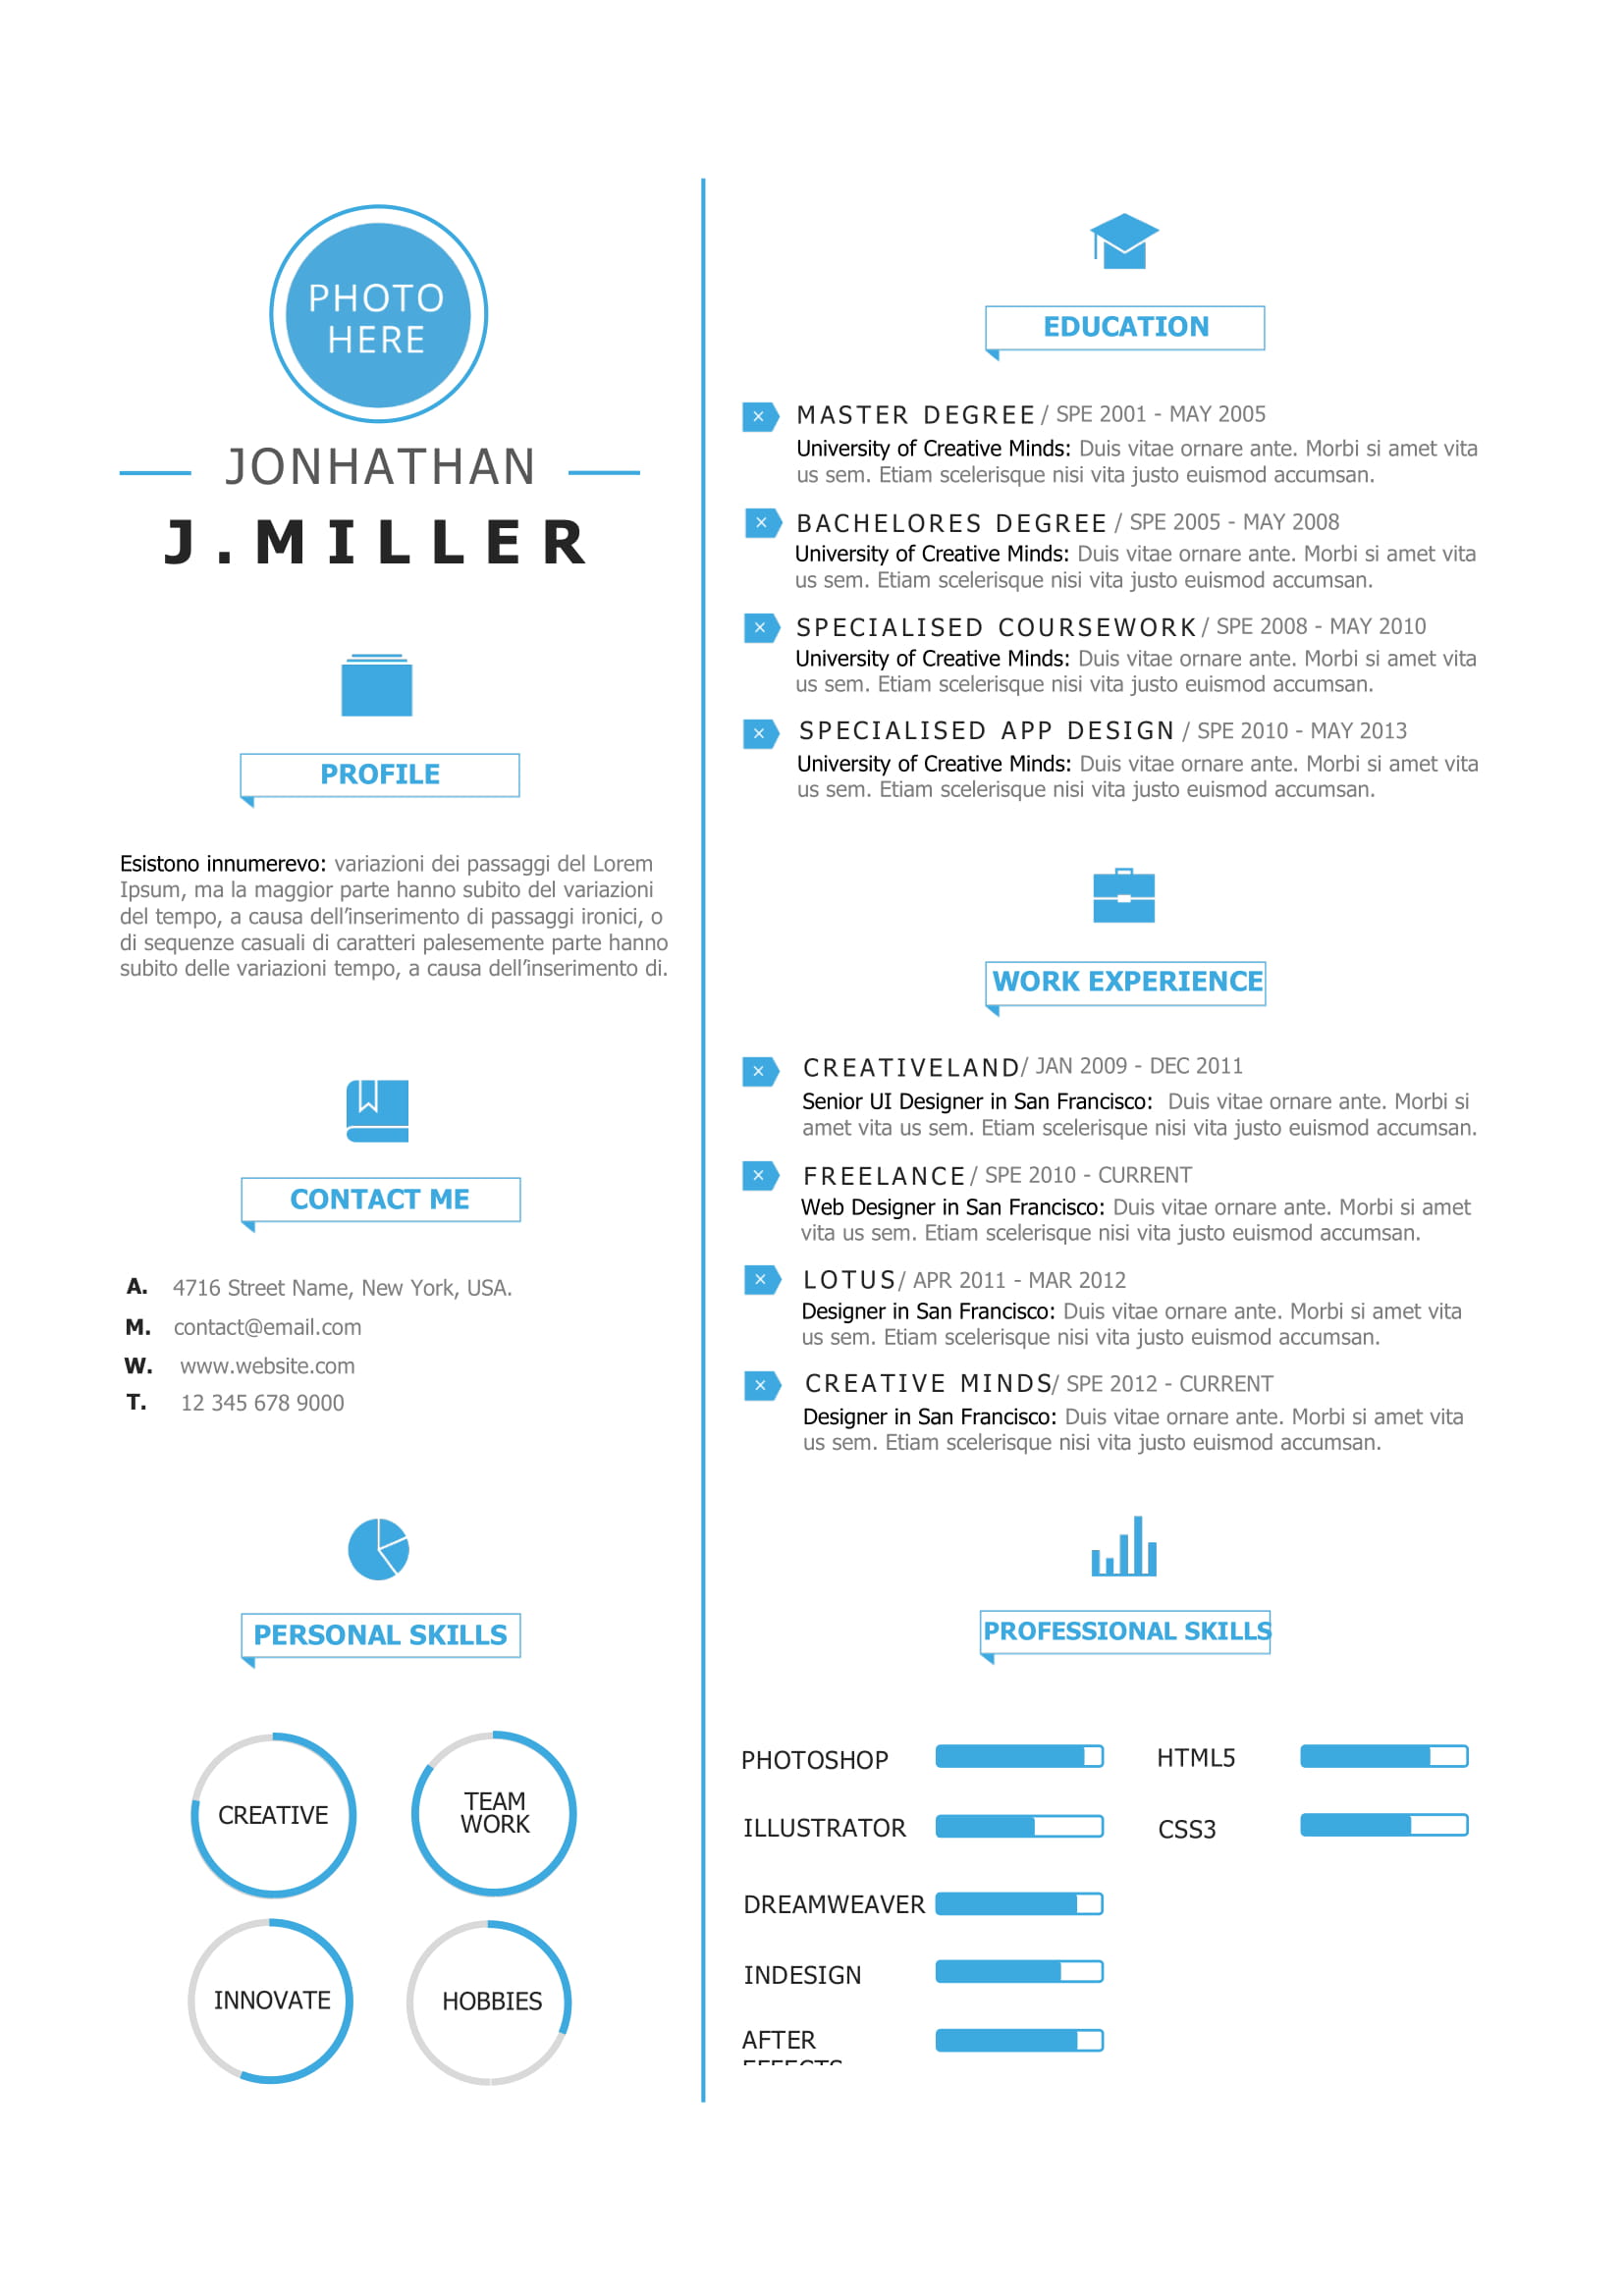 PHOTO
HERE
JONHATHAN
J.MILLER
PROFILE
Esistono innumerevo: variazioni dei passaggi del Lorem
Ipsum, ma la maggior parte hanno subito del variazioni
del tempo, a causa dell’inserimento di passaggi ironici, o
di sequenze casuali di caratteri palesemente parte hanno
subito delle variazioni tempo, a causa dell’inserimento di.
CONTACT ME
A. 4716 Street Name, New York, USA.
M. contact@email.com
W. www.website.com
T. 12 345 678 9000
PERSONAL SKILLS
CREATIVE
TEAM
WORK
INNOVATE
HOBBIES
EDUCATION
MASTER DEGREE / SPE 2001 - MAY 2005
University of Creative Minds: Duis vitae ornare ante. Morbi si amet vita
us sem. Etiam scelerisque nisi vita justo euismod accumsan.
BACHELORES DEGREE / SPE 2005 - MAY 2008
University of Creative Minds: Duis vitae ornare ante. Morbi si amet vita
us sem. Etiam scelerisque nisi vita justo euismod accumsan.
SPECIALISED COURSEWORK / SPE 2008 - MAY 2010
University of Creative Minds: Duis vitae ornare ante. Morbi si amet vita
us sem. Etiam scelerisque nisi vita justo euismod accumsan.
SPECIALISED APP DESIGN / SPE 2010 - MAY 2013
University of Creative Minds: Duis vitae ornare ante. Morbi si amet vita
us sem. Etiam scelerisque nisi vita justo euismod accumsan.
WORK EXPERIENCE
CREATIVELAND/ JAN 2009 - DEC 2011
Senior UI Designer in San Francisco: Duis vitae ornare ante. Morbi si
amet vita us sem. Etiam scelerisque nisi vita justo euismod accumsan.
FREELANCE / SPE 2010 - CURRENT
Web Designer in San Francisco: Duis vitae ornare ante. Morbi si amet
vita us sem. Etiam scelerisque nisi vita justo euismod accumsan.
LOTUS/ APR 2011 - MAR 2012
Designer in San Francisco: Duis vitae ornare ante. Morbi si amet vita
us sem. Etiam scelerisque nisi vita justo euismod accumsan.
CREATIVE MINDS/ SPE 2012 - CURRENT
Designer in San Francisco: Duis vitae ornare ante. Morbi si amet vita
us sem. Etiam scelerisque nisi vita justo euismod accumsan.
PROFESSIONAL SKILLS
PHOTOSHOP
ILLUSTRATOR
DREAMWEAVER
INDESIGN
AFTER
EFFECTS
HTML5
CSS3